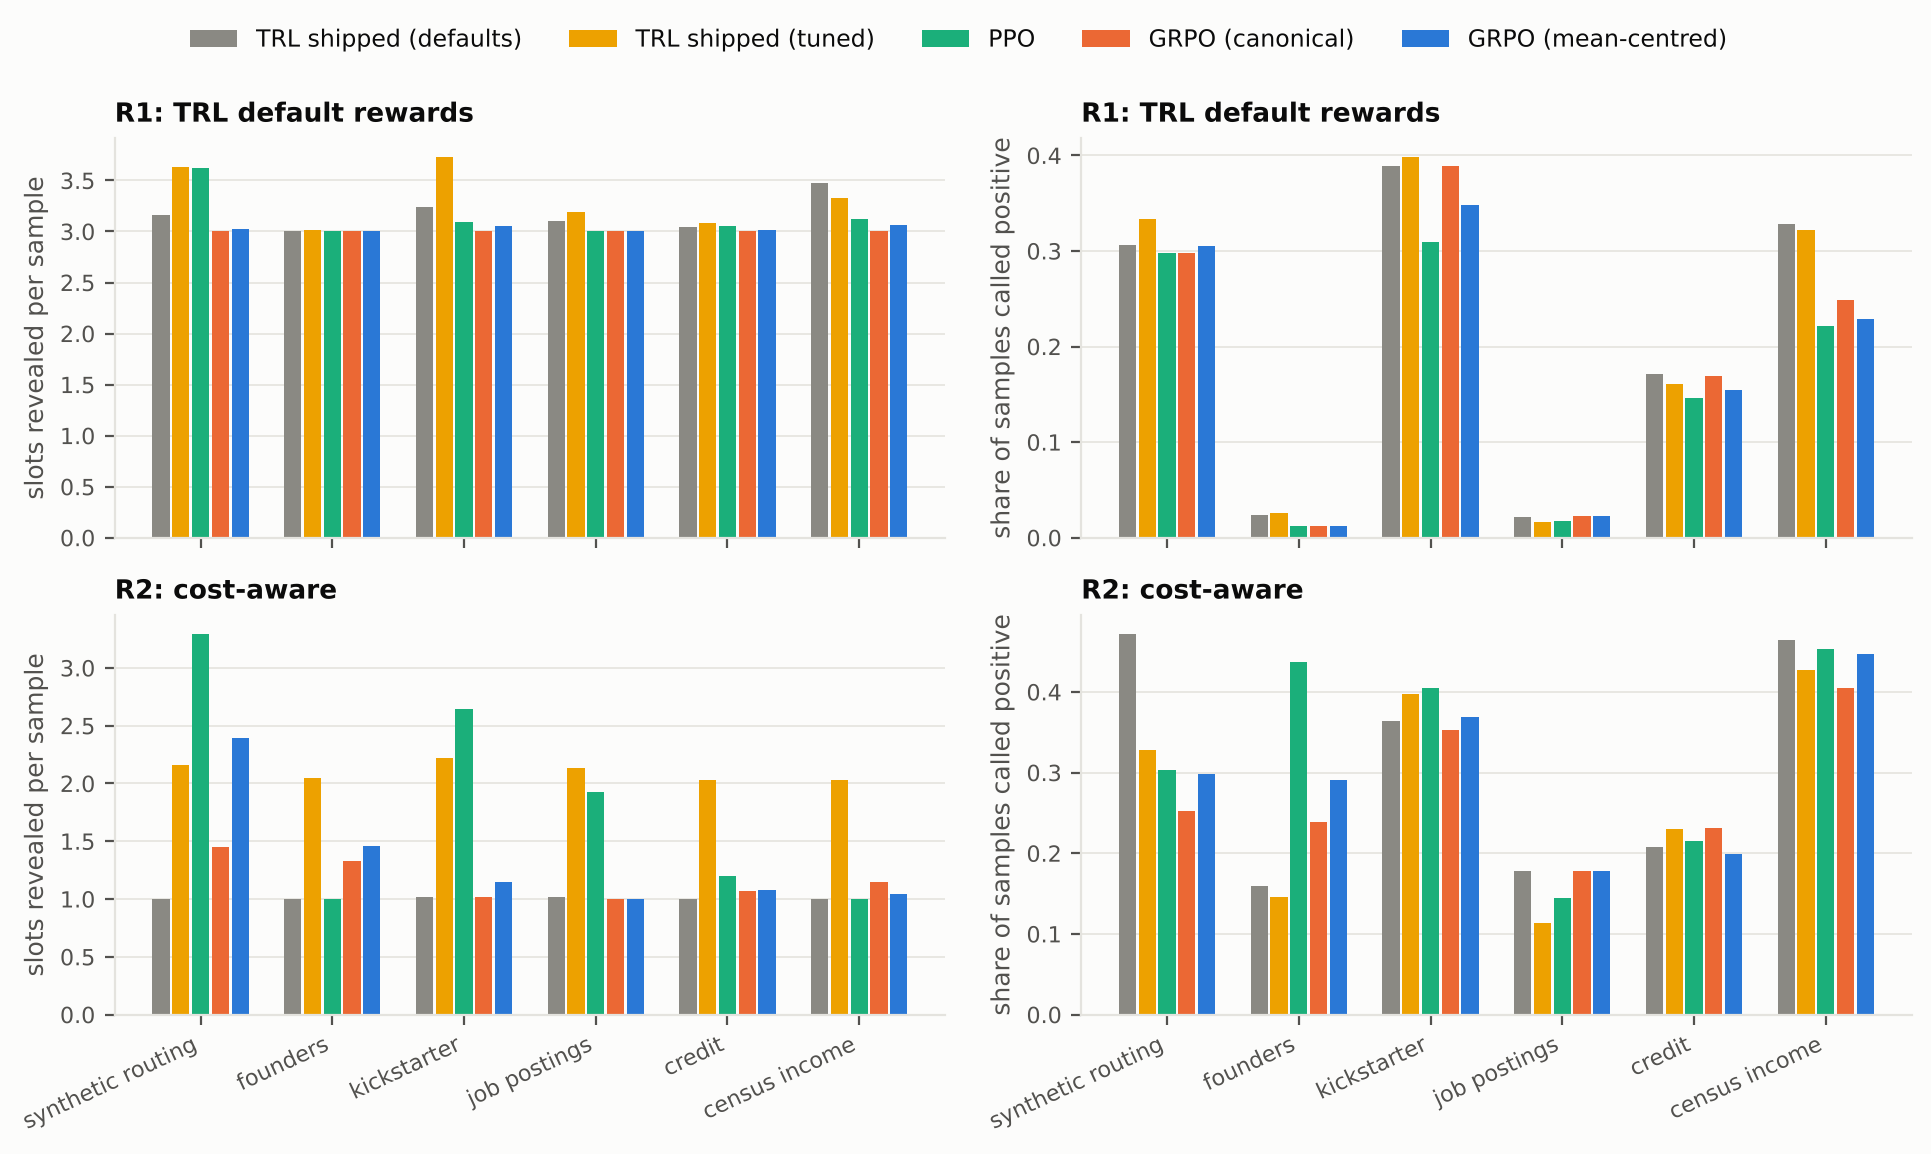 TRL shipped (defaults) TRL shipped (tuned) PPO GRPO (canonical) GRPO (mean-centred)
R1: TRL default rewards
slots revealed per sample
3.5
3.0
2.5
2.0
1.5
1.0
0.5
0.0
R1: TRL default rewards
share of samples called positive
0.4
0.3
0.2
0.1
0.0
R2: cost-aware
slots revealed per sample
3.0
2.5
2.0
1.5
1.0
0.5
0.0
synthetic routing
founders
kickstarter
job postings
credit
census income
R2: cost-aware
share of samples called positive
0.4
0.3
0.2
0.1
0.0
synthetic routing
founders
kickstarter
job postings
credit
census income